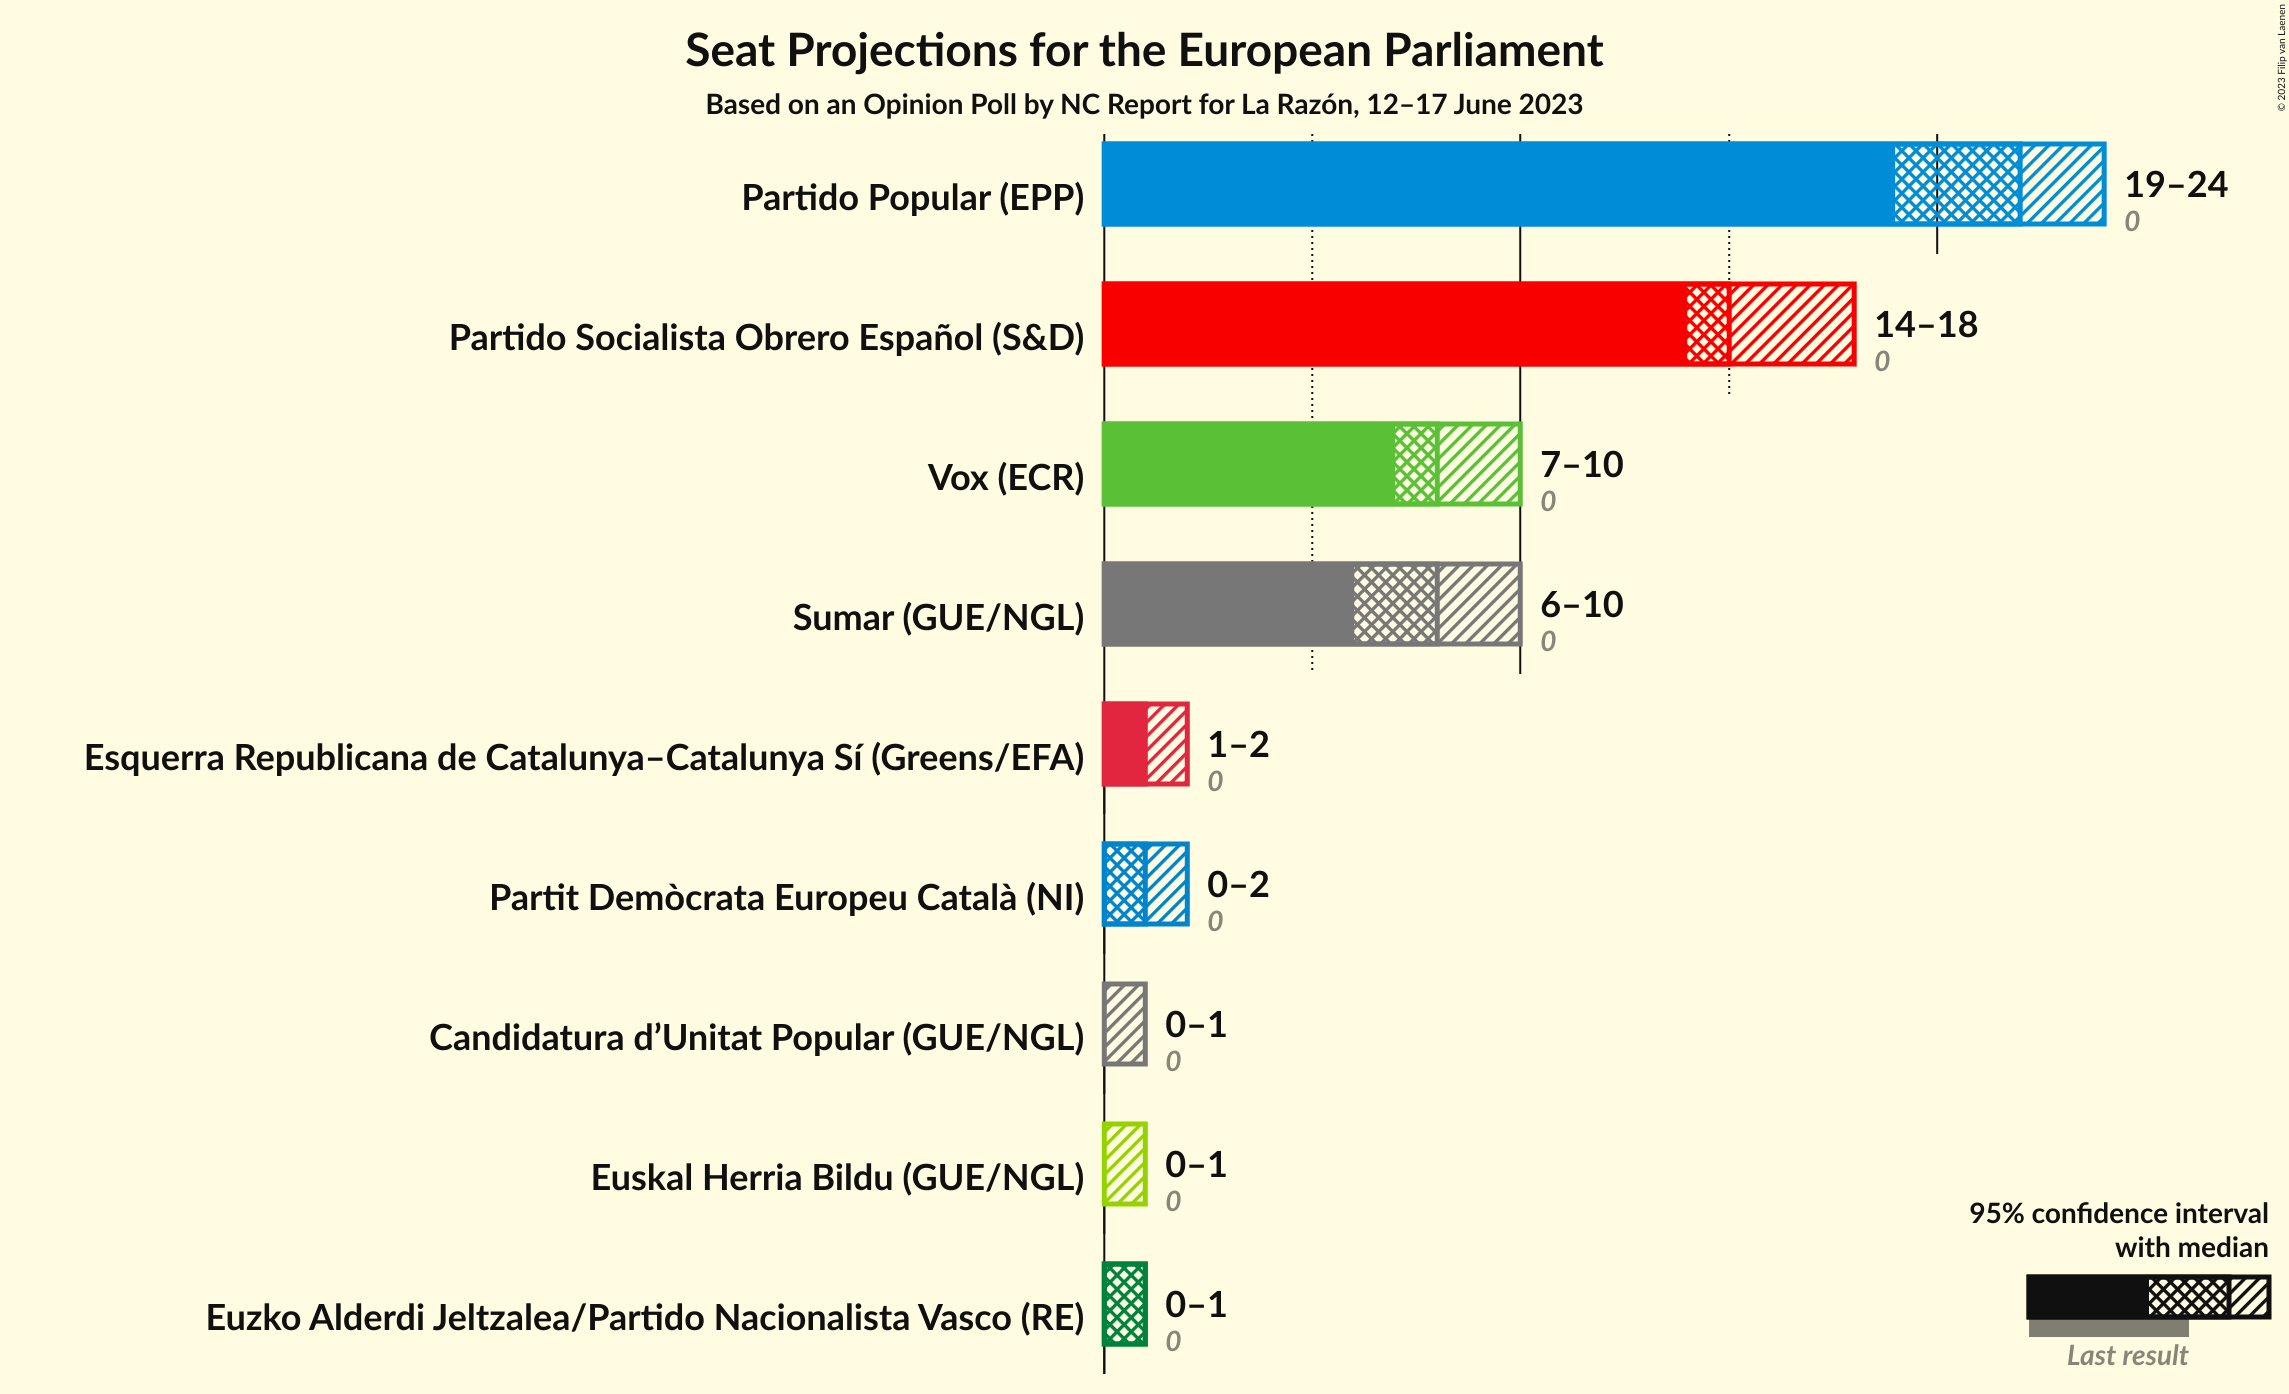 Seat Projections for the European Parliament
Based on an Opinion Poll by NC Report for La Razón, 12–17 June 2023
© 2023 Filip van Laenen
Partido Popular (EPP)
19–24
0
Partido Socialista Obrero Español (S&D)
14–18
0
Vox (ECR)
7–10
0
Sumar (GUE/NGL)
6–10
0
Esquerra Republicana de Catalunya–Catalunya Sí (Greens/EFA)
1–2
0
Partit Demòcrata Europeu Català (NI)
0–2
0
Candidatura d’Unitat Popular (GUE/NGL)
0–1
0
Euskal Herria Bildu (GUE/NGL)
0–1
0
Euzko Alderdi Jeltzalea/Partido Nacionalista Vasco (RE)
0–1
0
95% confidence interval
with median
Last result